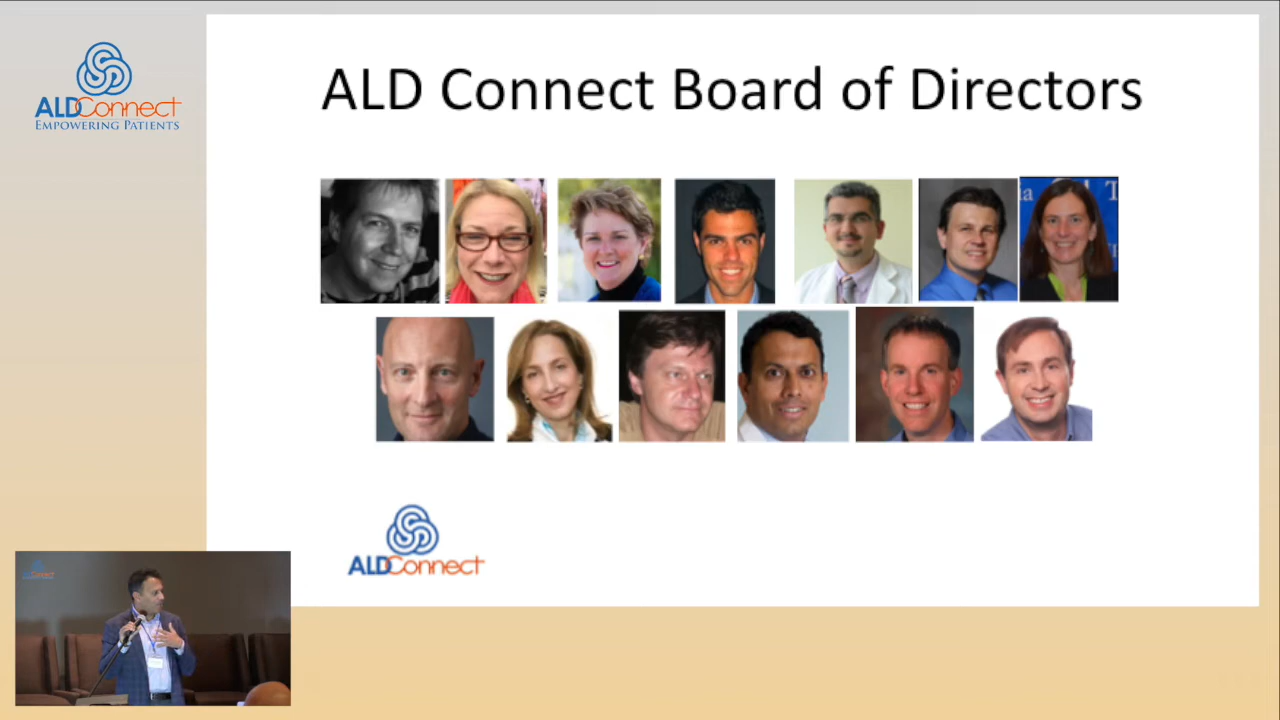 ALD Connect Board of Directors
ALDConnect
EMPOWERING PATIENTS
ALDConnect